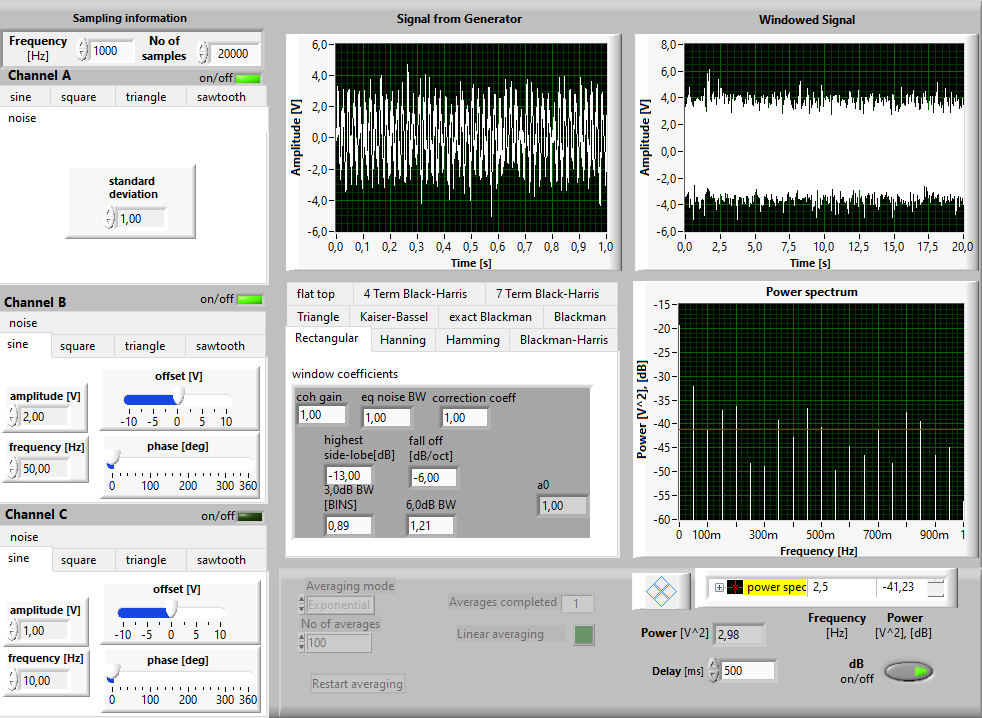 Sampling information
Frequency
[Hz]
1000
No of
samples
20000
Channel A
on/off
sine square triangle sawtooth
noise
standard
deviation
1,00
Channel B
on/off
noise
sine square triangle sawtooth
amplitude [V]
2,00
offset [V]
-10 -5 0 5 10
frequency [Hz]
50,00
phase [deg]
0 100 200 300 360
Channel C
on/off
noise
sine square triangle sawtooth
amplitude [V]
1,00
offset [V]
-10 -5 0 5 10
frequency [Hz]
10,00
phase [deg]
0 100 200 300 360
Signal from Generator
6,0
4,0
2,0
0,0
-2,0
-4,0
-6,0
Amplitude [V]
0,0 0,1 0,2 0,3 0,4 0,5 0,6 0,7 0,8 0,9 1,0
Time [s]
Windowed Signal
8,0
6,0
4,0
2,0
0,0
-2,0
-4,0
-6,0
Amplitude [V]
0,0 2,5 5,0 7,5 10,0 12,5 15,0 17,5 20,0
Time [s]
flat top 4 Term Black-Harris 7 Term Black-Harris
Triangle Kaiser-Bassel exact Blackman Blackman
Rectangular Hanning Hamming Blackman-Harris
window coefficients
coh gain eq noise BW correction coeff
1,00 1,00 1,00
highest
side-lobe[dB]
-13,00
fall off
[dB/oct]
-6,00
3,0dB BW
[BINS]
0,89
6,0dB BW
1,21
a0
1,00
Power spectrum
-15
-20
-25
-30
-35
-40
-45
-50
-55
-60
Power [V^2], [dB]
0 100m 300m 500m 700m 900m 1
Frequency [Hz]
Averaging mode
Exponential
No of averages
100
Restart averaging
Averages completed 1
Linear averaging
power spec 2,5 -41,23
Frequency
[Hz]
Power
[V^2], [dB]
Power [V^2] 2,98
Delay [ms] 500
dB
on/off